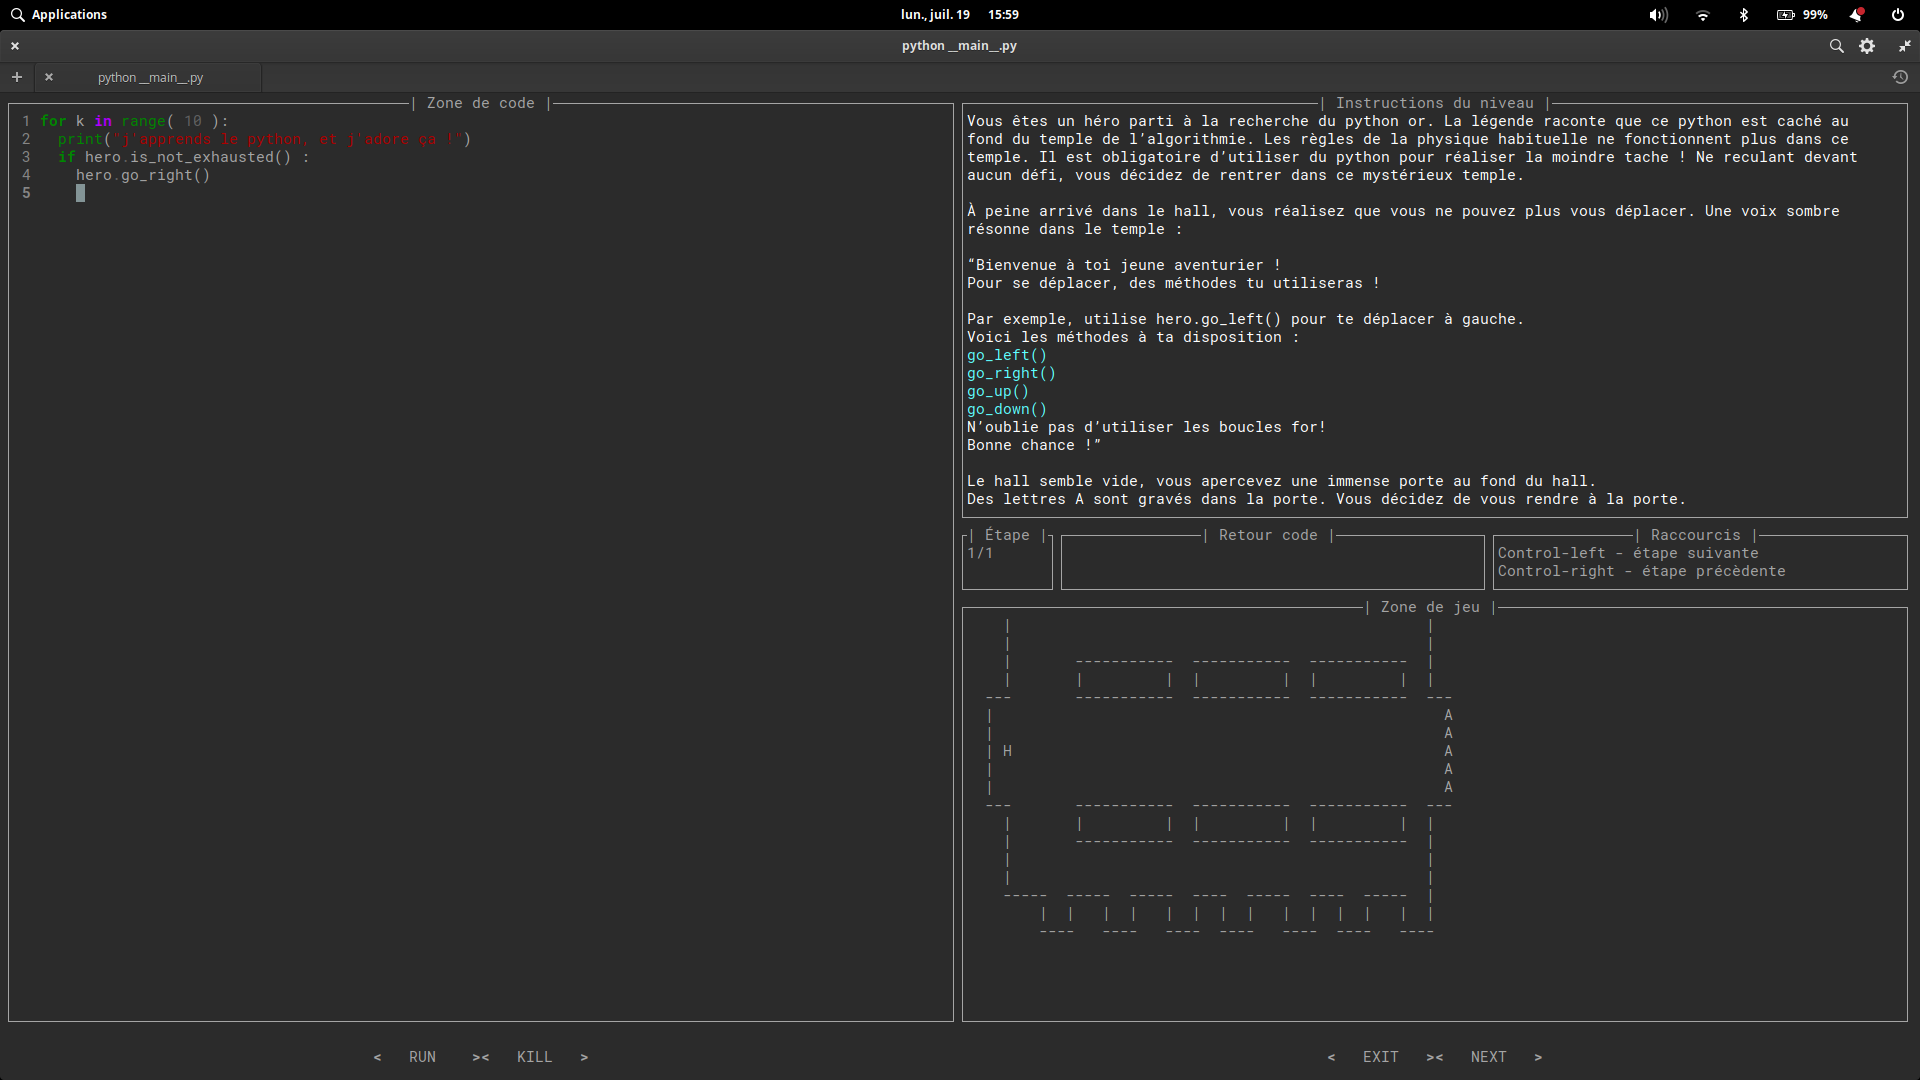 Applications
lun., juil. 19 15:59
99%
python __main__.py
python __main__.py
| Zone de code |
1 for k in range( 10 ):
2   print("j'apprends le python, et j'adore ça !")
3   if hero.is_not_exhausted() :
4     hero.go_right()
5
| Instructions du niveau |
Vous êtes un héro parti à la recherche du python or. La légende raconte que ce python est caché au
fond du temple de l’algorithmie. Les règles de la physique habituelle ne fonctionnent plus dans ce
temple. Il est obligatoire d’utiliser du python pour réaliser la moindre tache ! Ne reculant devant
aucun défi, vous décidez de rentrer dans ce mystérieux temple.
À peine arrivé dans le hall, vous réalisez que vous ne pouvez plus vous déplacer. Une voix sombre
résonne dans le temple :
“Bienvenue à toi jeune aventurier !
Pour se déplacer, des méthodes tu utiliseras !
Par exemple, utilise hero.go_left() pour te déplacer à gauche.
Voici les méthodes à ta disposition :
go_left()
go_right()
go_up()
go_down()
N’oublie pas d’utiliser les boucles for!
Bonne chance !”
Le hall semble vide, vous apercevez une immense porte au fond du hall.
Des lettres A sont gravés dans la porte. Vous décidez de vous rendre à la porte.
| Étape |
1/1
| Retour code |
| Raccourcis |
Control-left - étape suivante
Control-right - étape précèdente
| Zone de jeu |
A
A
H A
A
A
< RUN >< KILL >
< EXIT >< NEXT >